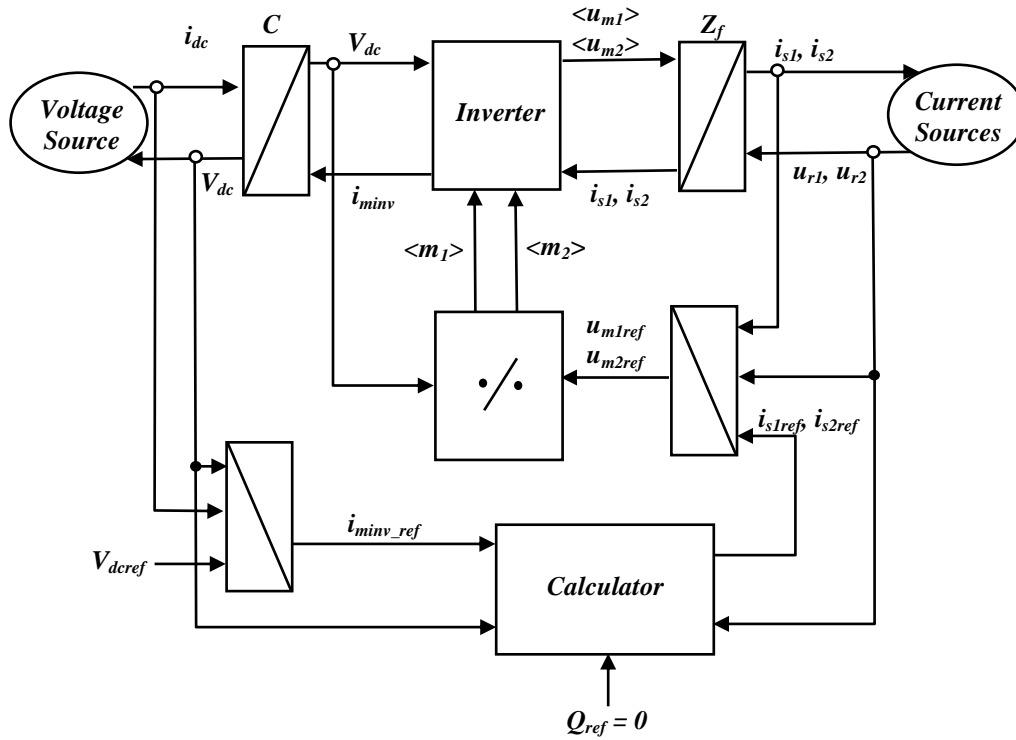 <u_m1>
C
Z_f
i_dc
V_dc
<u_m2>
i_s1, i_s2
Voltage
Source
Inverter
Current
Sources
V_dc
i_minv
i_s1, i_s2
u_r1, u_r2
<m_1>
<m_2>
u_m1ref
u_m2ref
i_s1ref, i_s2ref
i_minv_ref
V_dcref
Calculator
Q_ref = 0